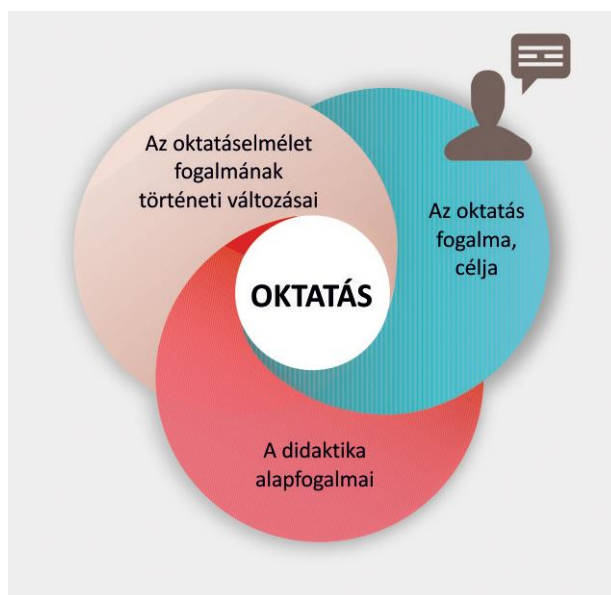 Az oktatáselmélet
fogalmának
történeti változásai
Az oktatás
fogalma,
célja
OKTATÁS
A didaktika
alapfogalmai